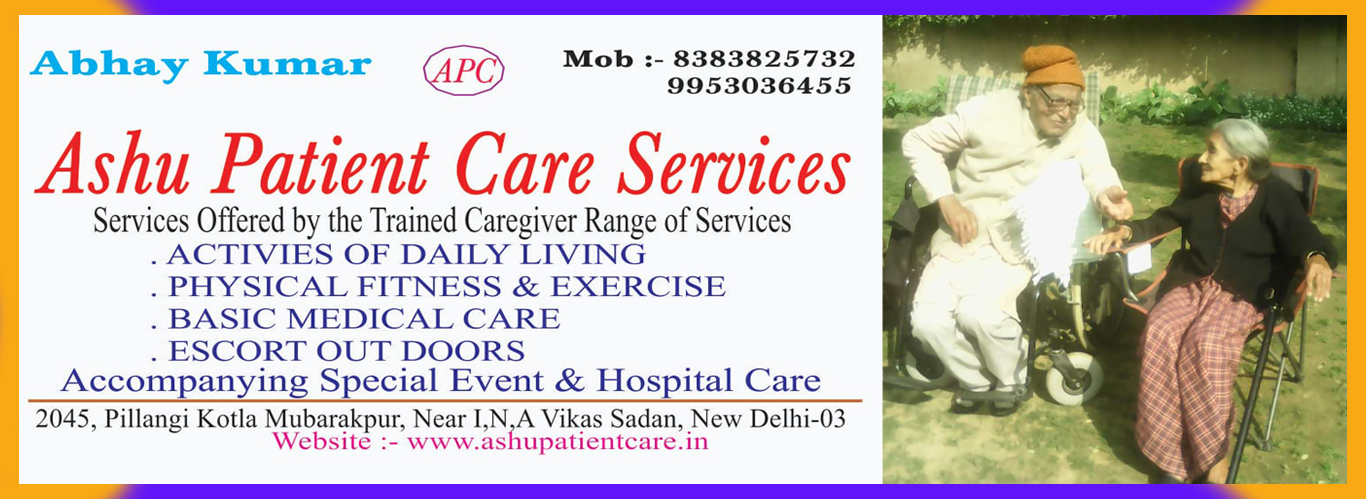 Abhay Kumar
APC
Mob :- 8383825732
9953036455
Ashu Patient Care Services
Services Offered by the Trained Caregiver Range of Services
. ACTIVIES OF DAILY LIVING
. PHYSICAL FITNESS & EXERCISE
. BASIC MEDICAL CARE
. ESCORT OUT DOORS
Accompanying Special Event & Hospital Care
2045, Pillangi Kotla Mubarakpur, Near I,N,A Vikas Sadan, New Delhi-03
Website :- www.ashupatientcare.in